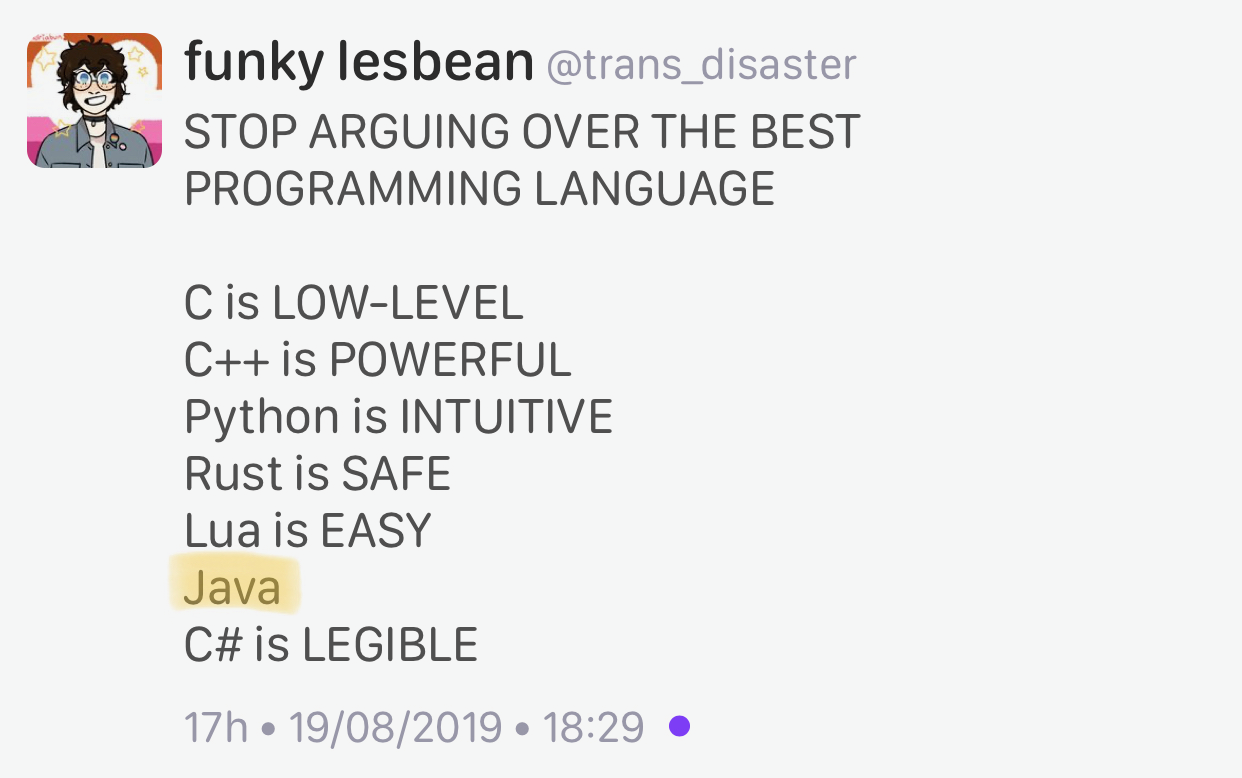 funky lesbean @trans_disaster
STOP ARGUING OVER THE BEST
PROGRAMMING LANGUAGE
C is LOW-LEVEL
C++ is POWERFUL
Python is INTUITIVE
Rust is SAFE
Lua is EASY
Java
C# is LEGIBLE
17h • 19/08/2019 • 18:29